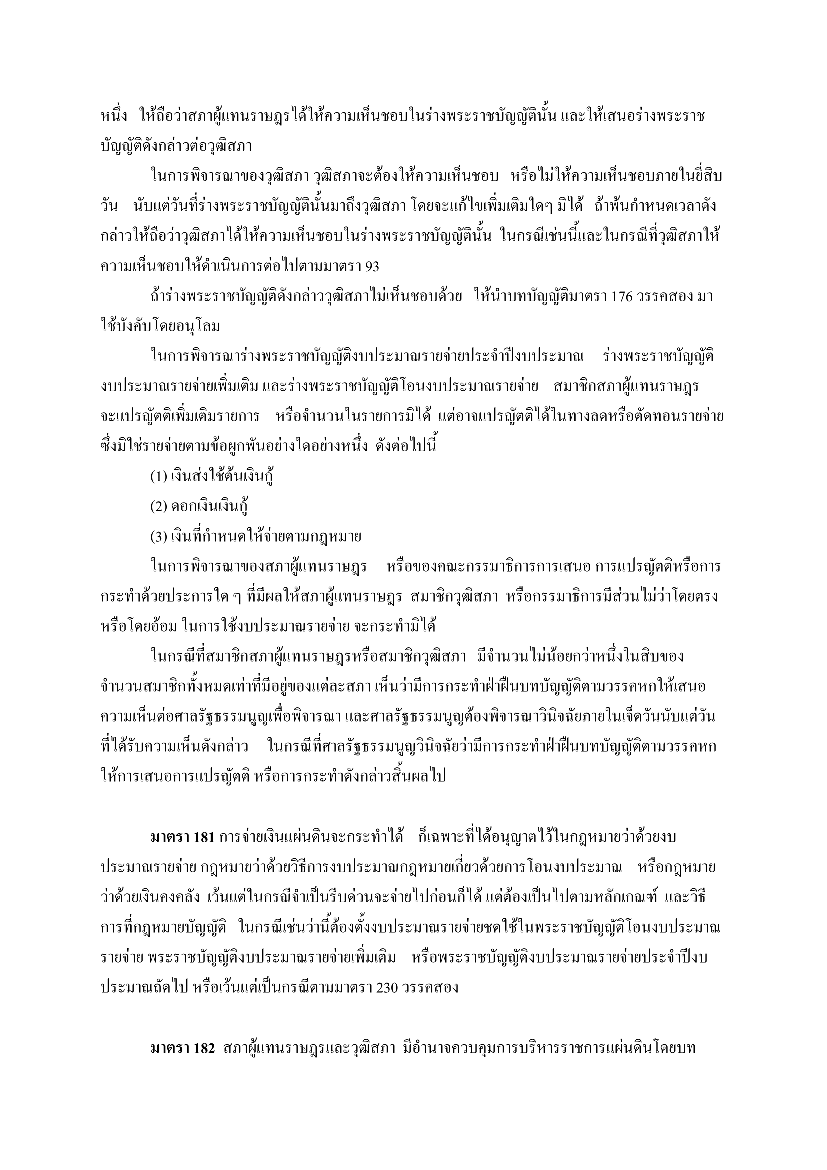 หนึ่ง ให้ถือว่าสภาผู้แทนราษฎรได้ให้ความเห็นชอบในร่างพระราชบัญญัตินั้น และให้เสนอร่างพระราช
บัญญัติดังกล่าวต่อวุฒิสภา
ในการพิจารณาของวุฒิสภา วุฒิสภาจะต้องให้ความเห็นชอบ หรือไม่ให้ความเห็นชอบภายในยี่สิบ
วัน นับแต่วันที่ร่างพระราชบัญญัตินั้นมาถึงวุฒิสภา โดยจะแก้ไขเพิ่มเติมใดๆ มิได้ ถ้าพ้นกำหนดเวลาดัง
กล่าวให้ถือว่าวุฒิสภาได้ให้ความเห็นชอบในร่างพระราชบัญญัตินั้น ในกรณีเช่นนี้และในกรณีที่วุฒิสภาให้
ความเห็นชอบให้ดำเนินการต่อไปตามมาตรา 93
ถ้าร่างพระราชบัญญัติดังกล่าววุฒิสภาไม่เห็นชอบด้วย ให้นำบทบัญญัติมาตรา 176 วรรคสอง มา
ใช้บังคับโดยอนุโลม
ในการพิจารณาร่างพระราชบัญญัติงบประมาณรายจ่ายประจำปีงบประมาณ ร่างพระราชบัญญัติ
งบประมาณรายจ่ายเพิ่มเติม และร่างพระราชบัญญัติโอนงบประมาณรายจ่าย สมาชิกสภาผู้แทนราษฎร
จะแปรญัตติเพิ่มเติมรายการ หรือจำนวนในรายการมิได้ แต่อาจแปรญัตติได้ในทางลดหรือตัดทอนรายจ่าย
ซึ่งมิใช่รายจ่ายตามข้อผูกพันอย่างใดอย่างหนึ่ง ดังต่อไปนี้
(1) เงินส่งใช้ต้นเงินกู้
(2) ดอกเงินเงินกู้
(3) เงินที่กำหนดให้จ่ายตามกฎหมาย
ในการพิจารณาของสภาผู้แทนราษฎร หรือของคณะกรรมาธิการการเสนอ การแปรญัตติหรือการ
กระทำด้วยประการใด ๆ ที่มีผลให้สภาผู้แทนราษฎร สมาชิกวุฒิสภา หรือกรรมาธิการมีส่วนไม่ว่าโดยตรง
หรือโดยอ้อม ในการใช้งบประมาณรายจ่าย จะกระทำมิได้
ในกรณีที่สมาชิกสภาผู้แทนราษฎรหรือสมาชิกวุฒิสภา มีจำนวนไม่น้อยกว่าหนึ่งในสิบของ
จำนวนสมาชิกทั้งหมดเท่าที่มีอยู่ของแต่ละสภา เห็นว่ามีการกระทำฝ่าฝืนบทบัญญัติตามวรรคหกให้เสนอ
ความเห็นต่อศาลรัฐธรรมนูญเพื่อพิจารณา และศาลรัฐธรรมนูญต้องพิจารณาวินิจฉัยภายในเจ็ดวันนับแต่วัน
ที่ได้รับความเห็นดังกล่าว ในกรณีที่ศาลรัฐธรรมนูญวินิจฉัยว่ามีการกระทำฝ่าฝืนบทบัญญัติตามวรรคหก
ให้การเสนอการแปรญัตติ หรือการกระทำดังกล่าวสิ้นผลไป
มาตรา 181 การจ่ายเงินแผ่นดินจะกระทำได้ ก็เฉพาะที่ได้อนุญาตไว้ในกฎหมายว่าด้วยงบ
ประมาณรายจ่าย กฎหมายว่าด้วยวิธีการงบประมาณกฎหมายเกี่ยวด้วยการโอนงบประมาณ หรือกฎหมาย
ว่าด้วยเงินคงคลัง เว้นแต่ในกรณีจำเป็นรีบด่วนจะจ่ายไปก่อนก็ได้ แต่ต้องเป็นไปตามหลักเกณฑ์ และวิธี
การที่กฎหมายบัญญัติ ในกรณีเช่นว่านี้ต้องตั้งงบประมาณรายจ่ายชดใช้ในพระราชบัญญัติโอนงบประมาณ
รายจ่าย พระราชบัญญัติงบประมาณรายจ่ายเพิ่มเติม หรือพระราชบัญญัติงบประมาณรายจ่ายประจำปีงบ
ประมาณถัดไป หรือเว้นแต่เป็นกรณีตามมาตรา 230 วรรคสอง
มาตรา 182 สภาผู้แทนราษฎรและวุฒิสภา มีอำนาจควบคุมการบริหารราชการแผ่นดินโดยบท